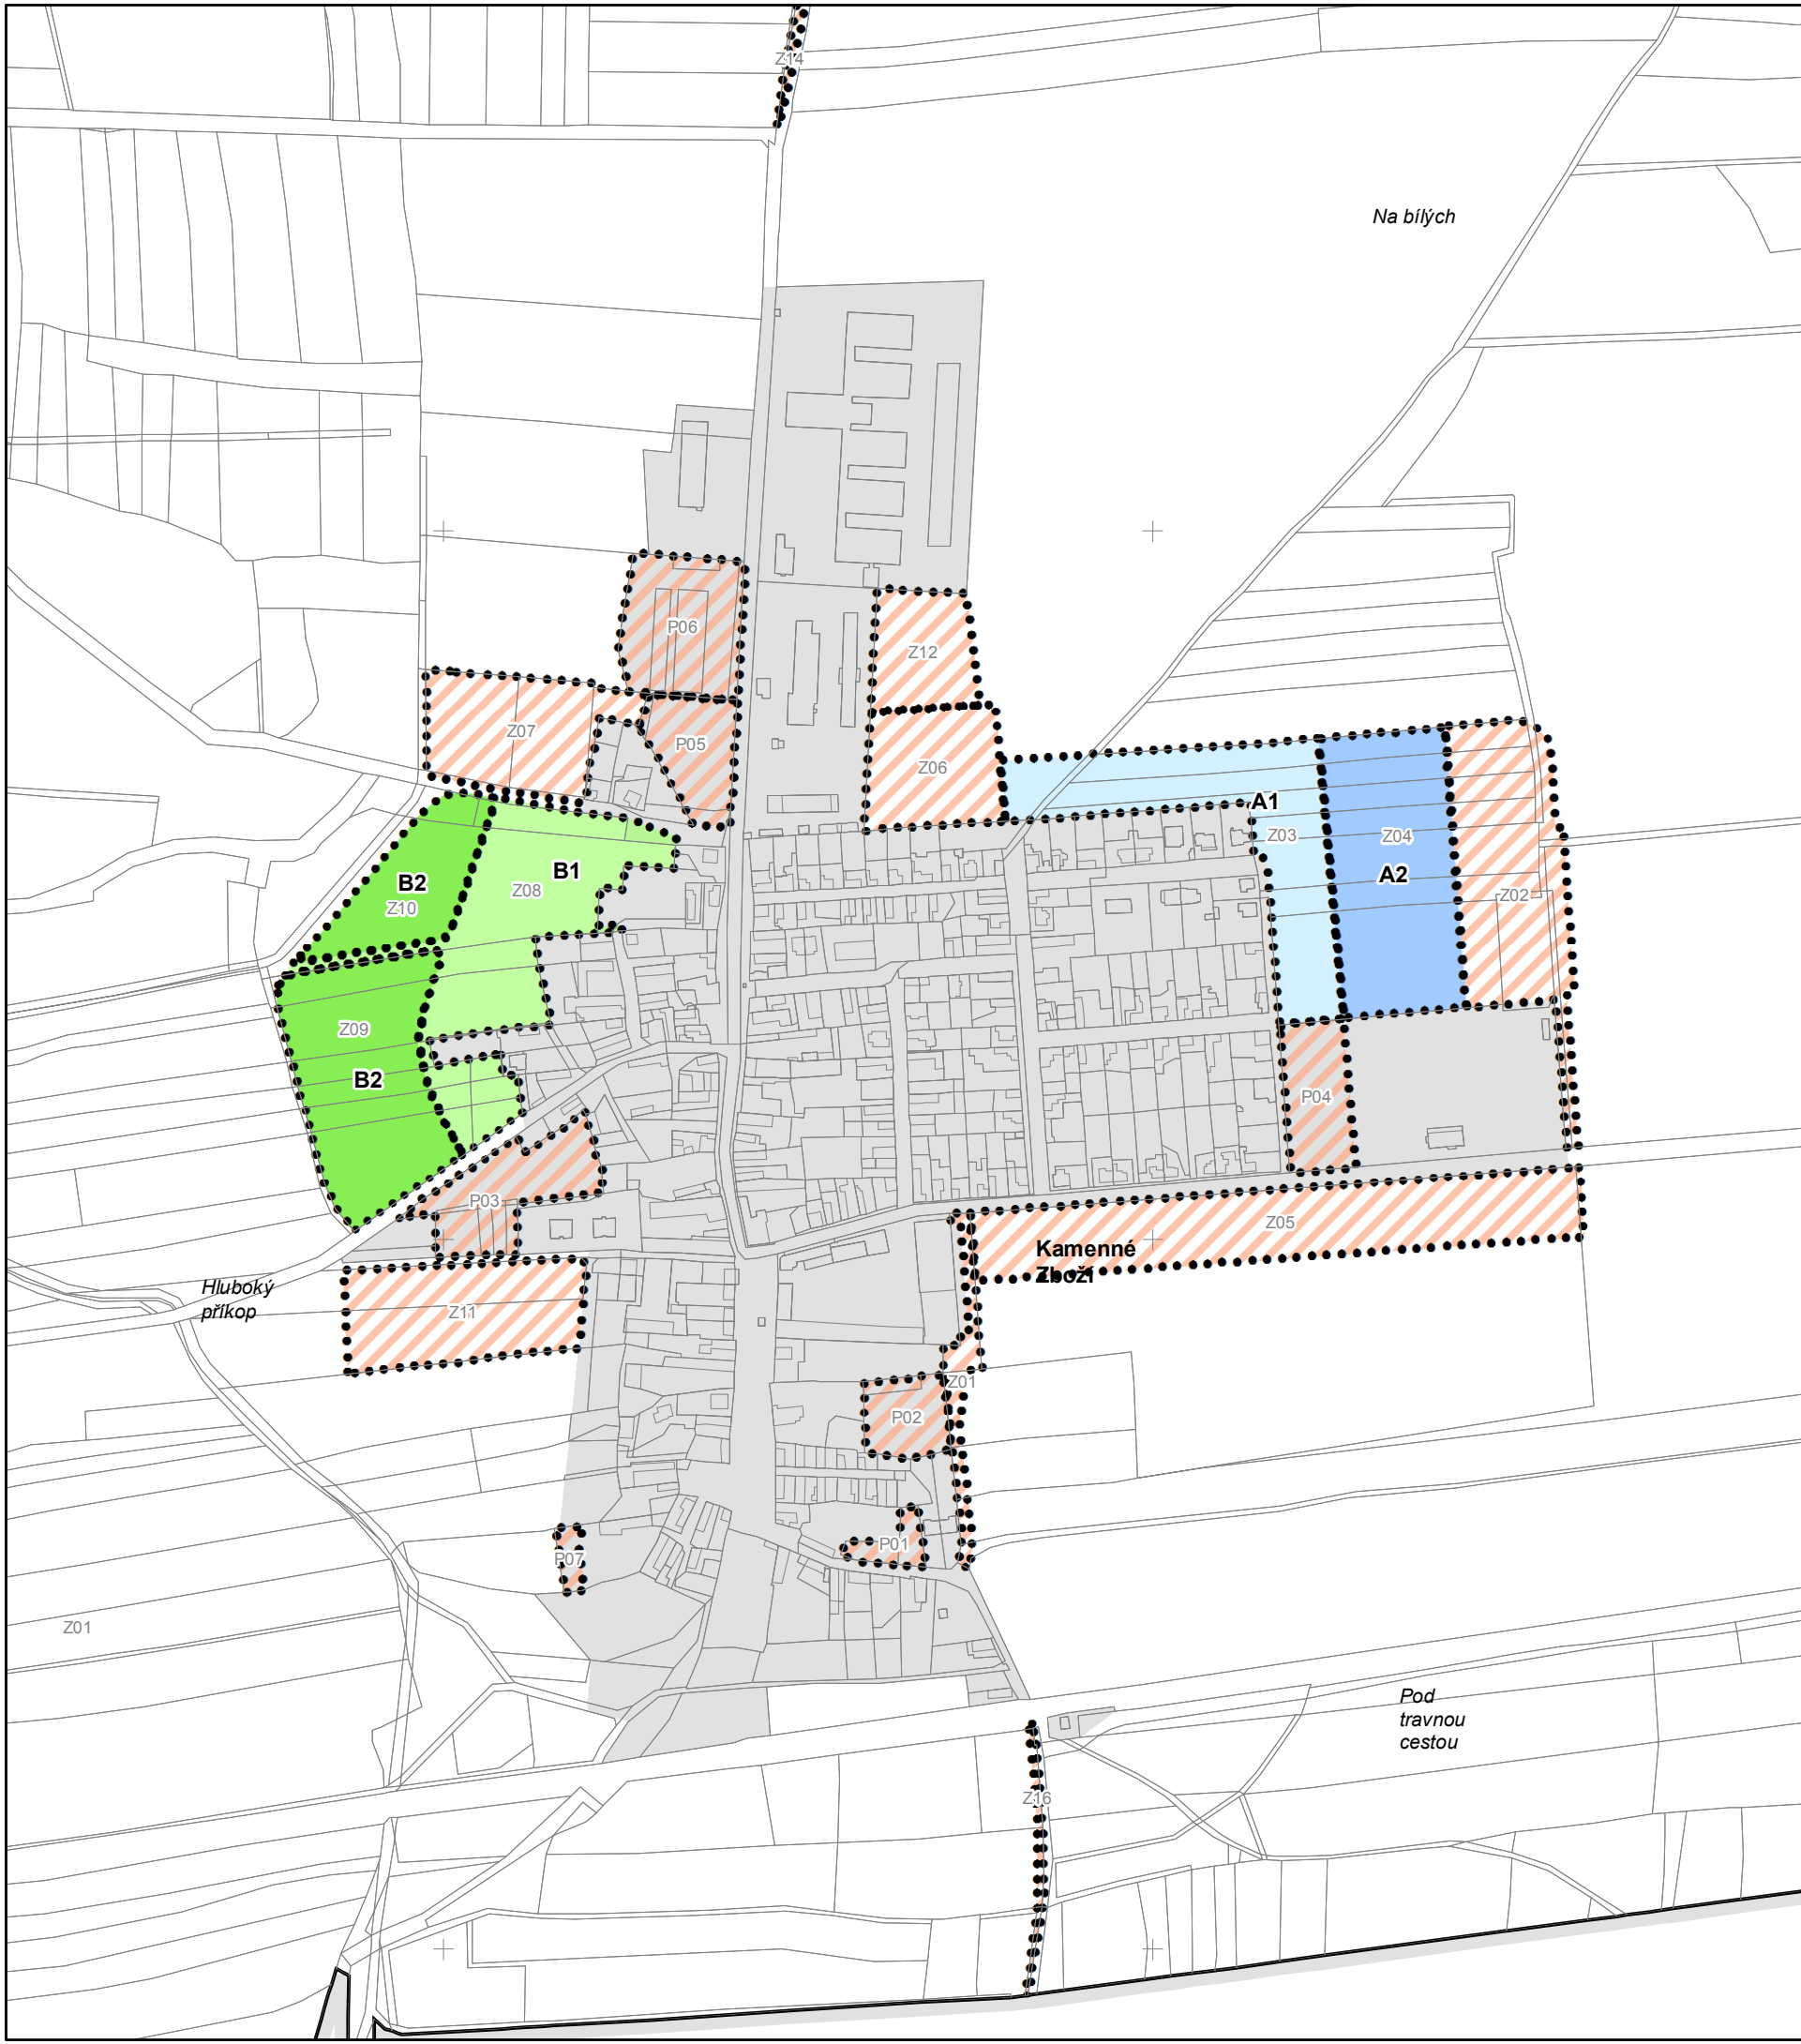 Z14
Na bílých
P06
Z12
Z07
P05
Z06
A1
Z03
Z04
A2
B1
B2
Z08
Z10
Z02
Z09
B2
P04
P03
Z05
Kamenné
Zboží
Hluboký
příkop
Z11
Z01
P02
P01
P07
Z01
Pod
travnou
cestou
Z16